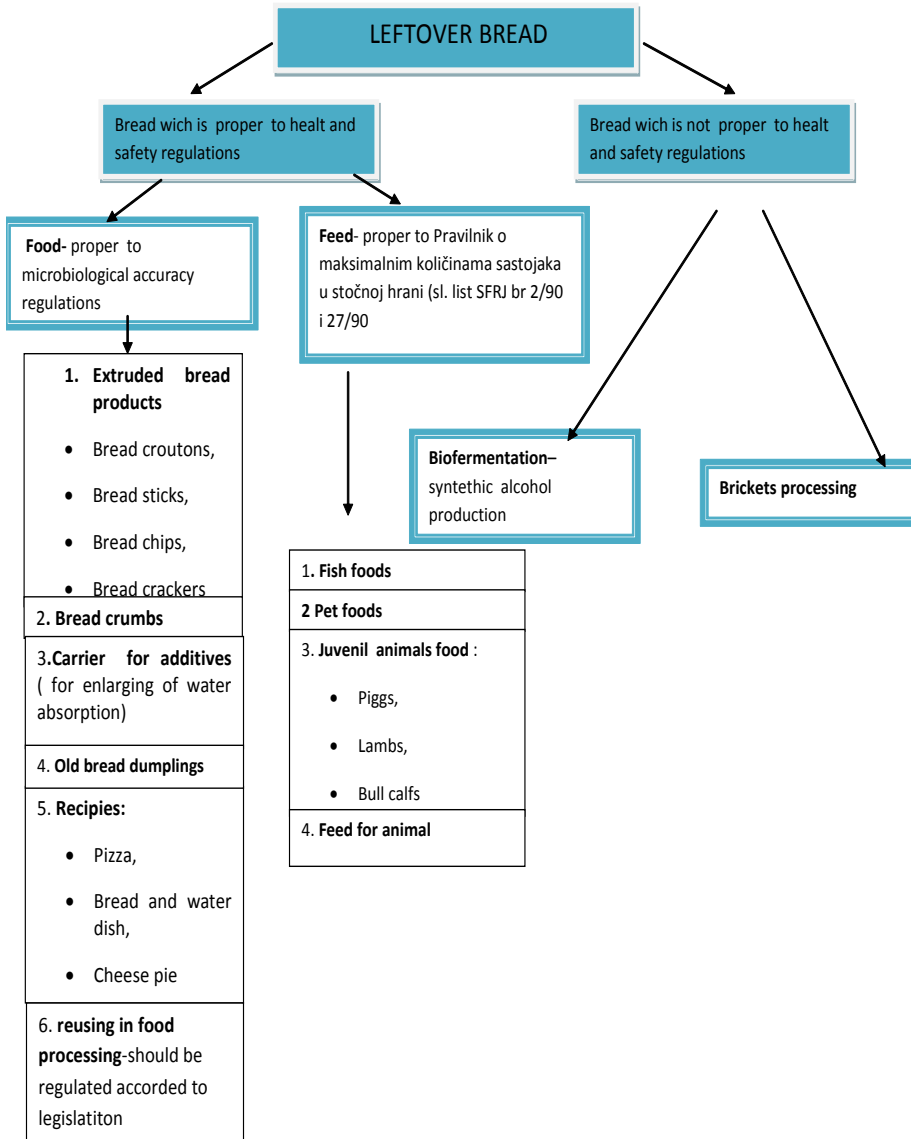 LEFTOVER BREAD
Bread wich is proper to healt and
safety regulations
Bread wich is not proper to healt
and safety regulations
Food- proper to
microbiological accuracy
regulations
Feed- proper to Pravilnik o
maksimalnim količinama sastojaka
u stočnoj hrani (sl. list SFRJ br 2/90
i 27/90
Biofermentation–
syntethic alcohol
production
Brickets processing
1. Extruded bread
products
• Bread croutons,
• Bread sticks,
• Bread chips,
• Bread crackers
2. Bread crumbs
3.Carrier for additives
( for enlarging of water
absorption)
4. Old bread dumplings
5. Recipies:
• Pizza,
• Bread and water
dish,
• Cheese pie
6. reusing in food
processing-should be
regulated accorded to
legislatiton
1. Fish foods
2 Pet foods
3. Juvenil animals food :
• Piggs,
• Lambs,
• Bull calfs
4. Feed for animal